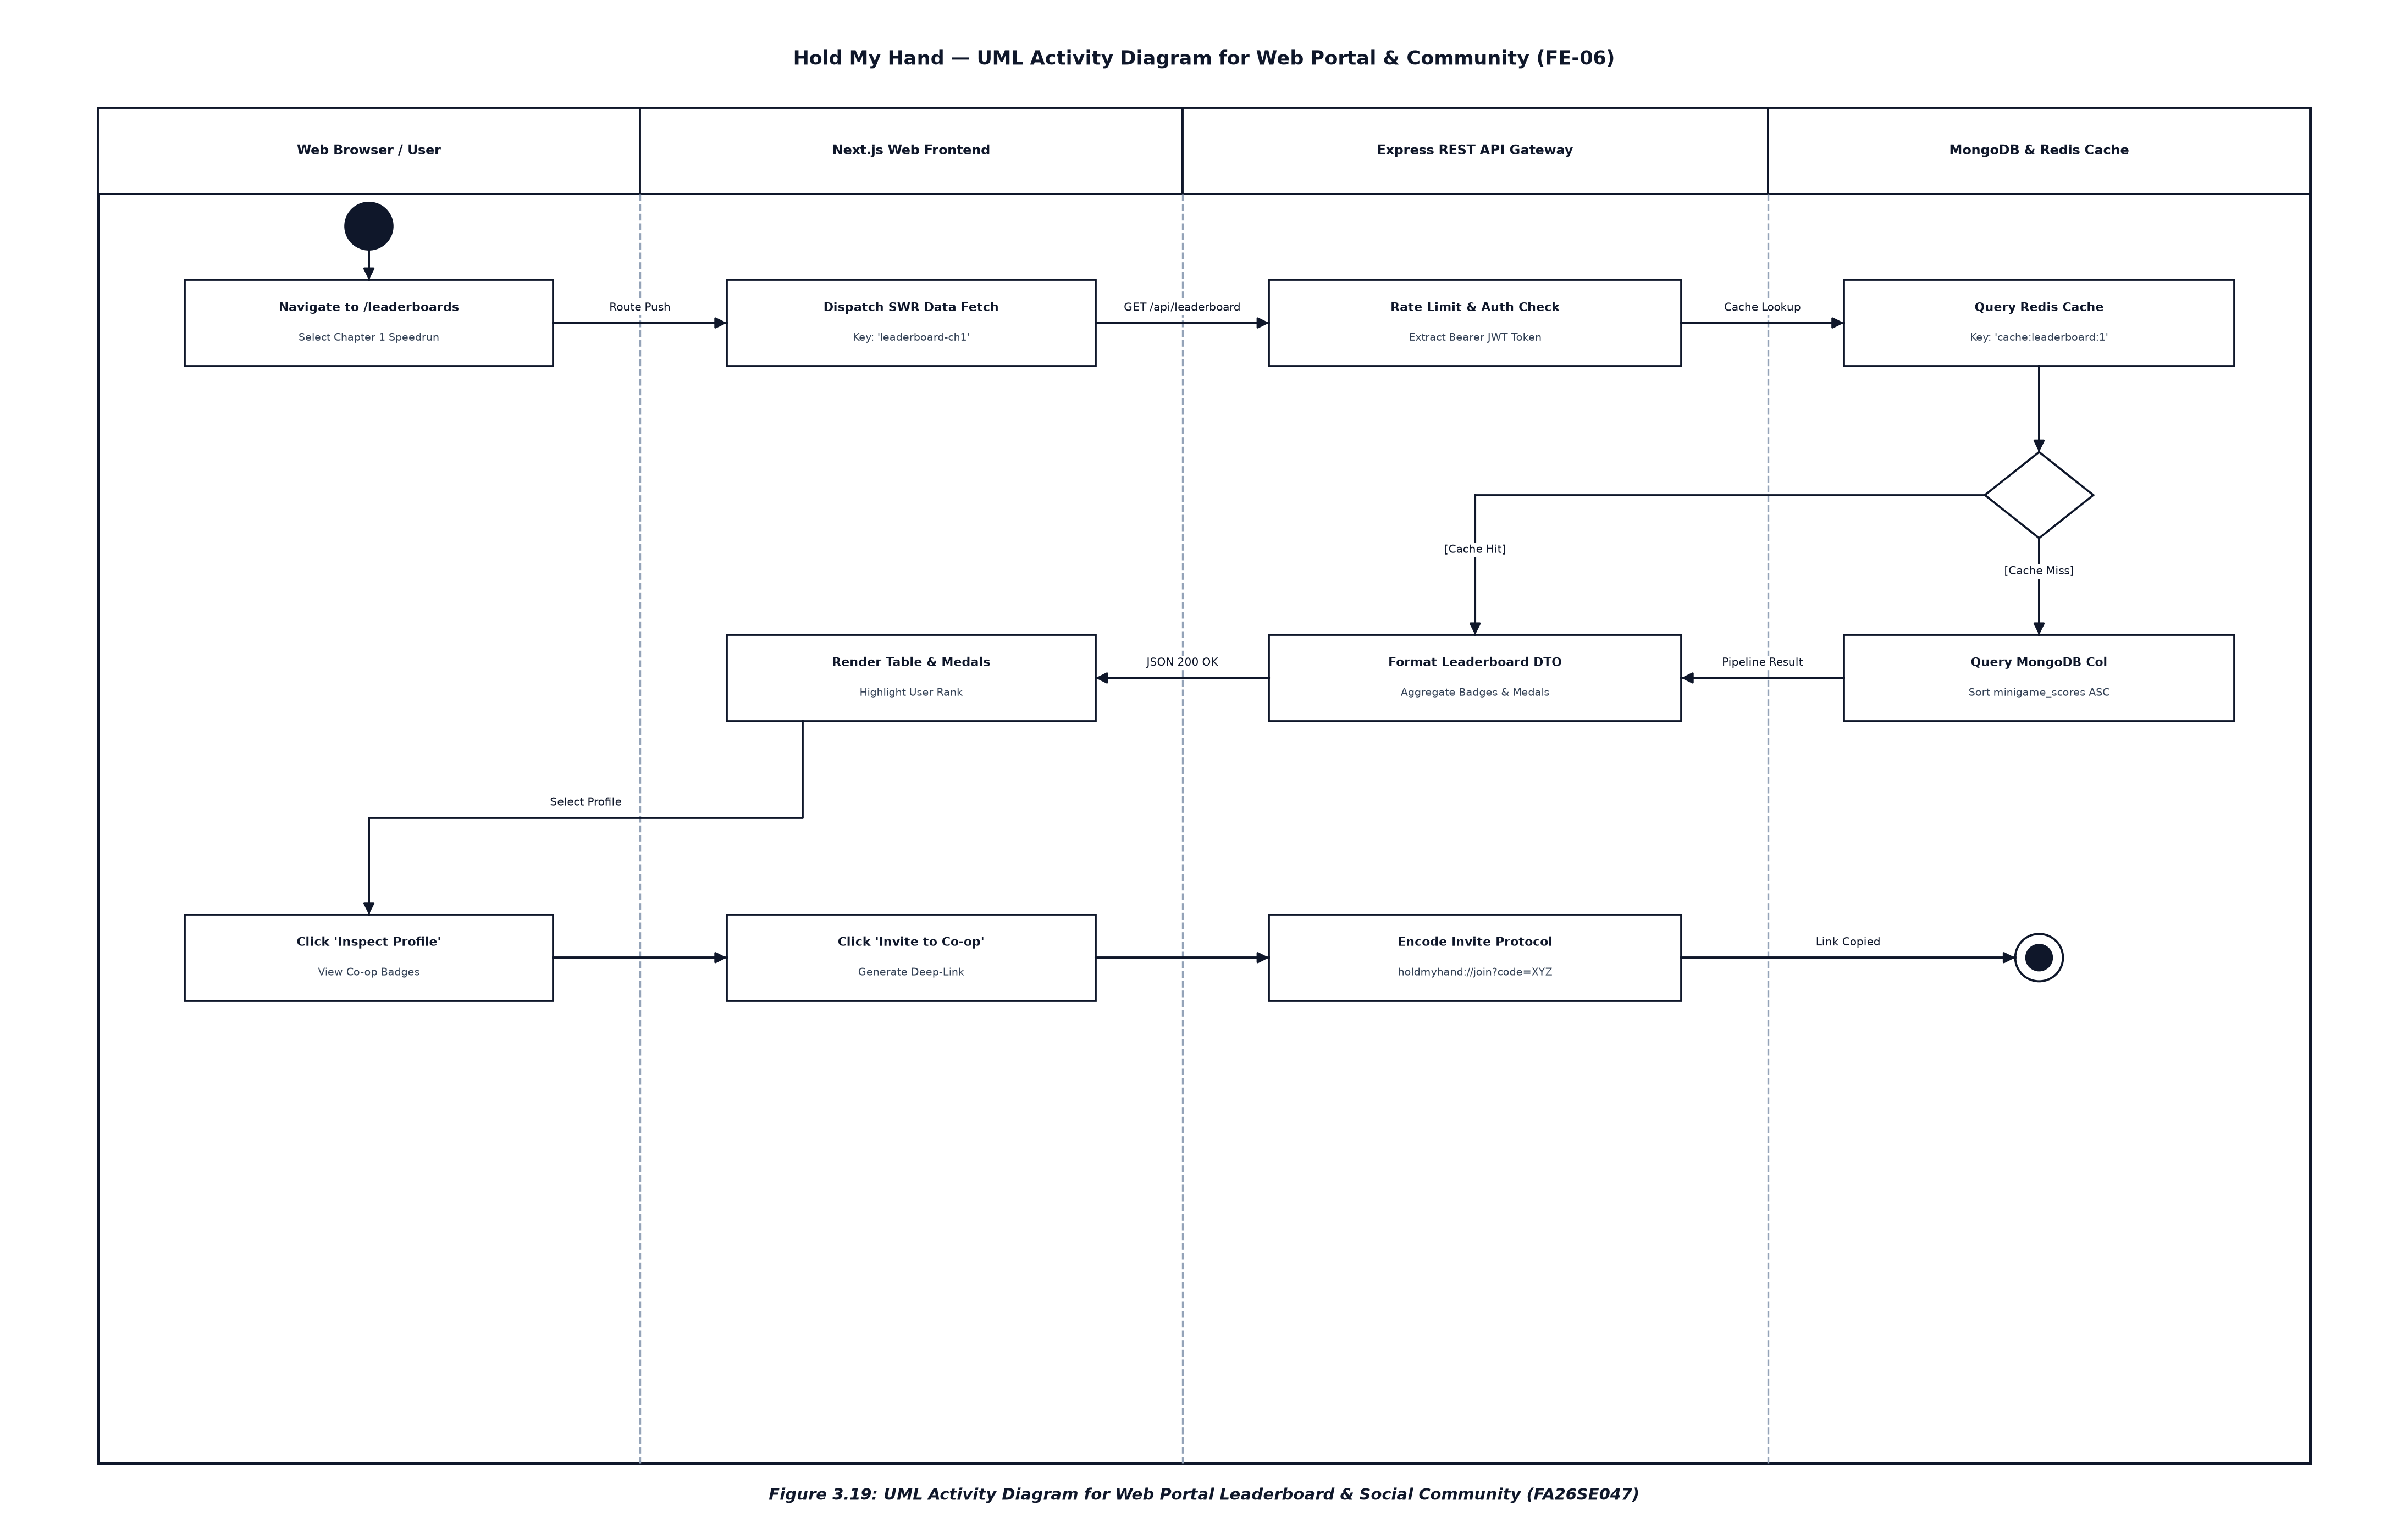 Hold My Hand — UML Activity Diagram for Web Portal & Community (FE-06)
Web Browser / User
Next.js Web Frontend
Express REST API Gateway
MongoDB & Redis Cache
Navigate to /leaderboards
Select Chapter 1 Speedrun
Route Push
Dispatch SWR Data Fetch
Key: 'leaderboard-ch1'
GET /api/leaderboard
Rate Limit & Auth Check
Extract Bearer JWT Token
Cache Lookup
Query Redis Cache
Key: 'cache:leaderboard:1'
[Cache Hit]
[Cache Miss]
Render Table & Medals
Highlight User Rank
JSON 200 OK
Format Leaderboard DTO
Aggregate Badges & Medals
Pipeline Result
Query MongoDB Col
Sort minigame_scores ASC
Select Profile
Click 'Inspect Profile'
View Co-op Badges
Click 'Invite to Co-op'
Generate Deep-Link
Encode Invite Protocol
holdmyhand://join?code=XYZ
Link Copied
Figure 3.19: UML Activity Diagram for Web Portal Leaderboard & Social Community (FA26SE047)